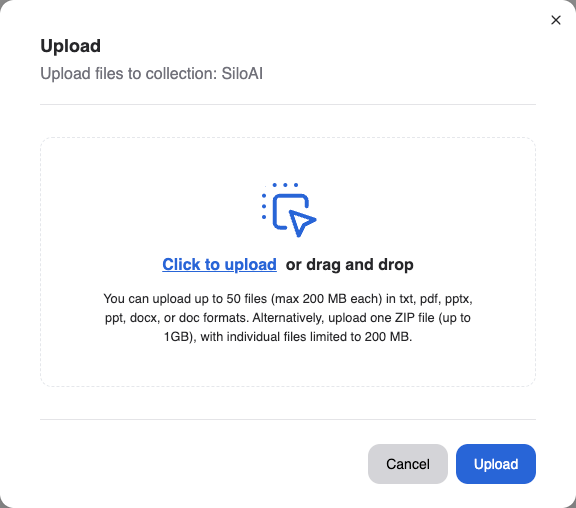 Upload
Upload files to collection: SiloAI
Click to upload or drag and drop
You can upload up to 50 files (max 200 MB each) in txt, pdf, pptx,
ppt, docx, or doc formats. Alternatively, upload one ZIP file (up to
1GB), with individual files limited to 200 MB.
Cancel
Upload